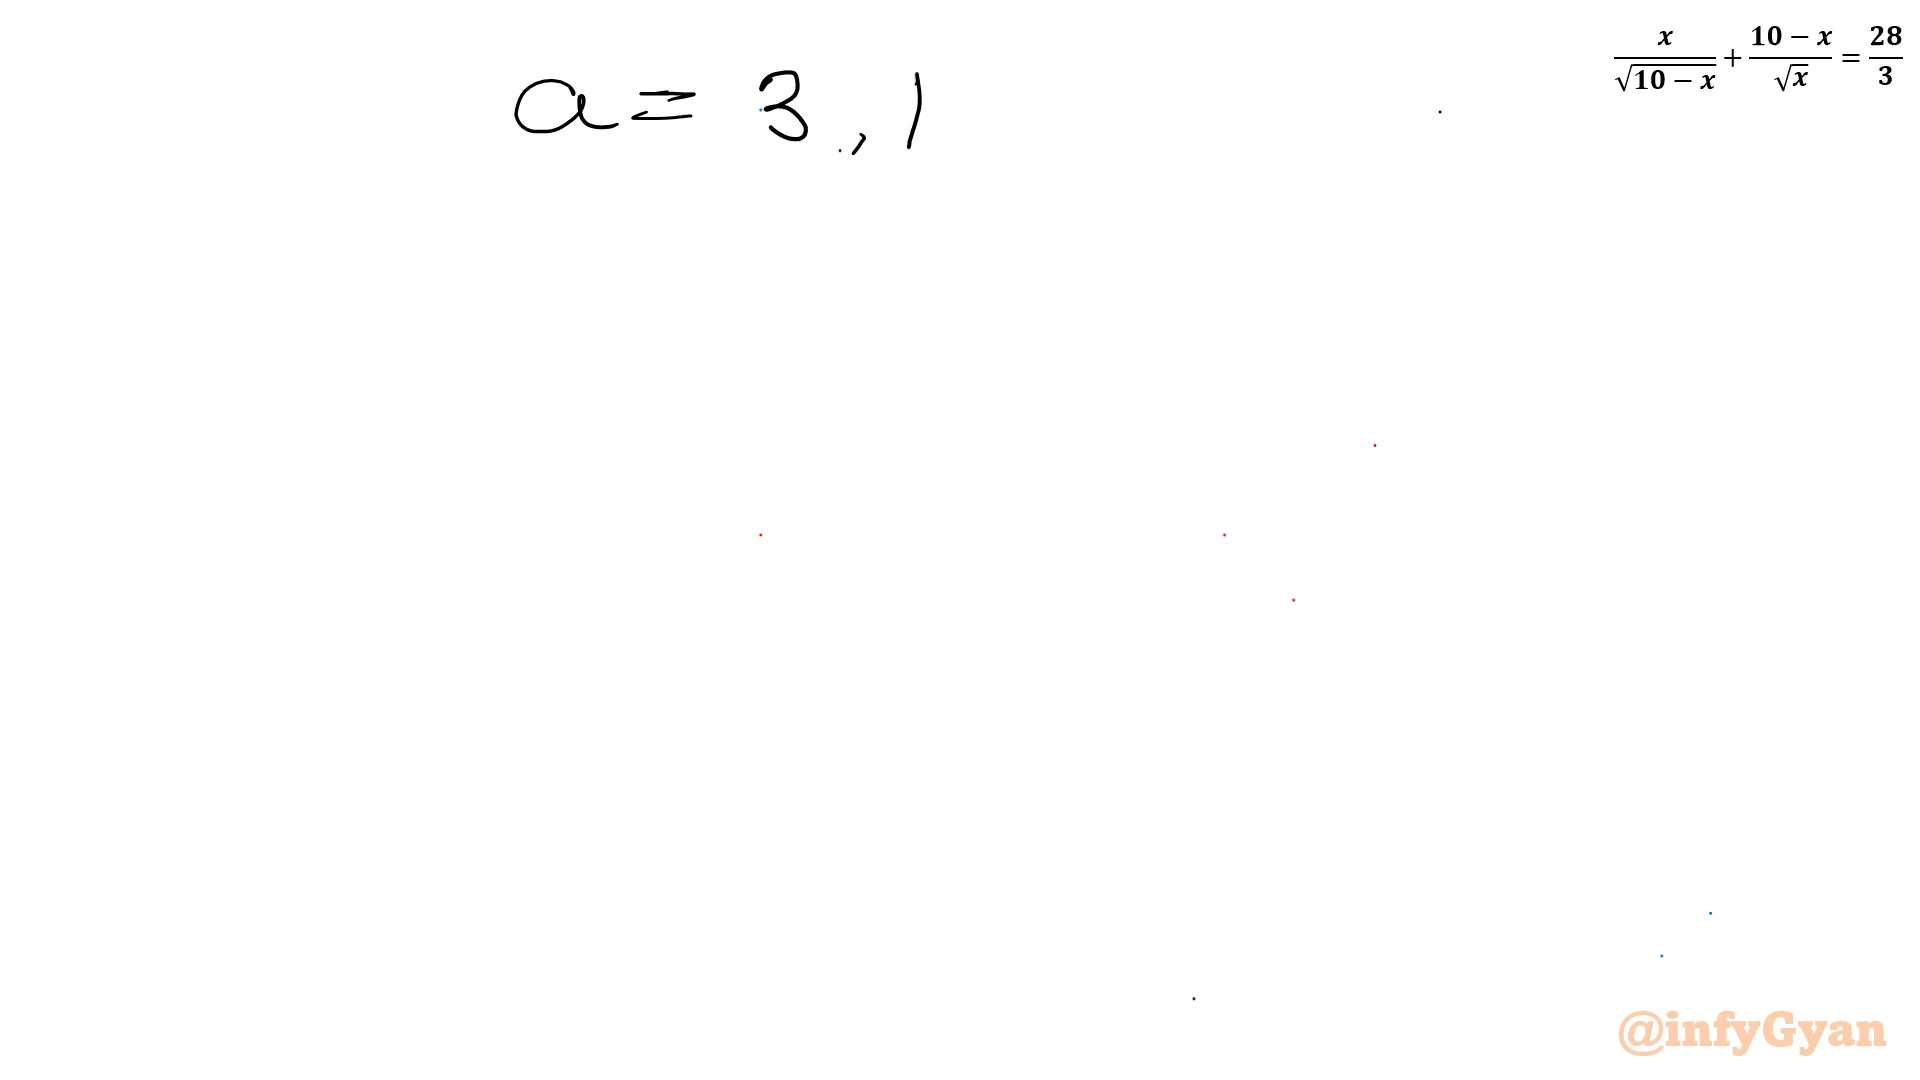 a = 3, 1
x/√(10 − x) + (10 − x)/√x = 28/3
@infyGyan